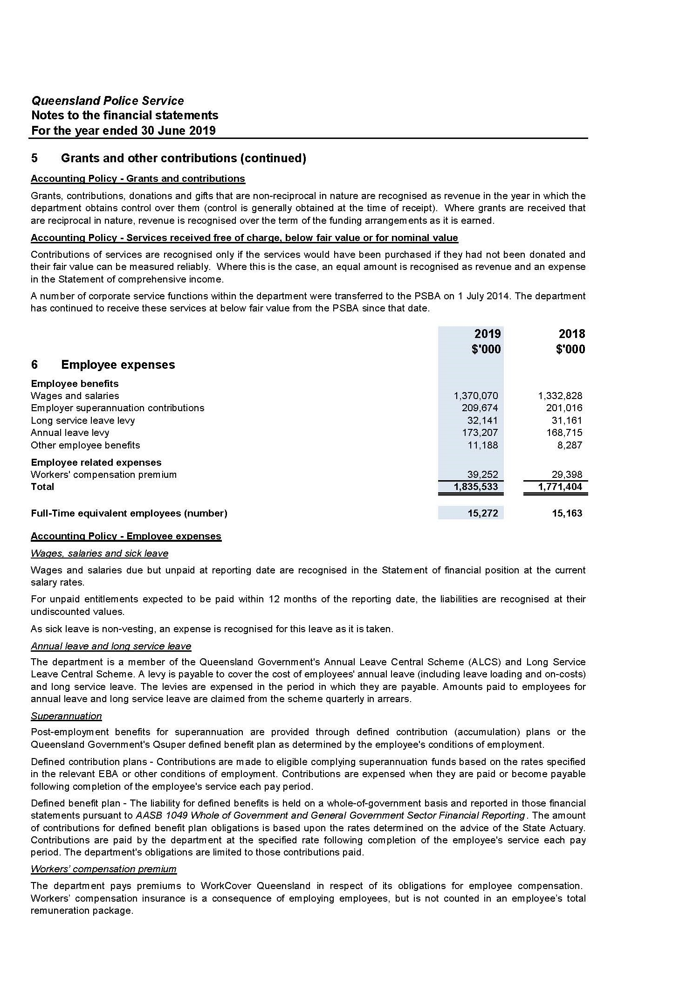 Queensland Police Service
Notes to the financial statements
For the year ended 30 June 2019
5 Grants and other contributions (continued)
Accounting Policy - Grants and contributions
Grants, contributions, donations and gifts that are non-reciprocal in nature are recognised as revenue in the year in which the
department obtains control over them (control is generally obtained at the time of receipt). Where grants are received that
are reciprocal in nature, revenue is recognised over the term of the funding arrangements as it is earned.
Accounting Policy - Services received free of charge, below fair value or for nominal value
Contributions of services are recognised only if the services would have been purchased if they had not been donated and
their fair value can be measured reliably. Where this is the case, an equal amount is recognised as revenue and an expense
in the Statement of comprehensive income.
A number of corporate service functions within the department were transferred to the PSBA on 1 July 2014. The department
has continued to receive these services at below fair value from the PSBA since that date.
2019 2018
$'000 $'000
6 Employee expenses
Employee benefits
Wages and salaries 1,370,070 1,332,828
Employer superannuation contributions 209,674 201,016
Long service leave levy 32,141 31,161
Annual leave levy 173,207 168,715
Other employee benefits 11,188 8,287
Employee related expenses
Workers' compensation premium 39,252 29,398
Total 1,835,533 1,771,404
Full-Time equivalent employees (number) 15,272 15,163
Accounting Policy - Employee expenses
Wages, salaries and sick leave
Wages and salaries due but unpaid at reporting date are recognised in the Statement of financial position at the current
salary rates.
For unpaid entitlements expected to be paid within 12 months of the reporting date, the liabilities are recognised at their
undiscounted values.
As sick leave is non-vesting, an expense is recognised for this leave as it is taken.
Annual leave and long service leave
The department is a member of the Queensland Government's Annual Leave Central Scheme (ALCS) and Long Service
Leave Central Scheme. A levy is payable to cover the cost of employees' annual leave (including leave loading and on-costs)
and long service leave. The levies are expensed in the period in which they are payable. Amounts paid to employees for
annual leave and long service leave are claimed from the scheme quarterly in arrears.
Superannuation
Post-employment benefits for superannuation are provided through defined contribution (accumulation) plans or the
Queensland Government's Qsuper defined benefit plan as determined by the employee's conditions of employment.
Defined contribution plans - Contributions are made to eligible complying superannuation funds based on the rates specified
in the relevant EBA or other conditions of employment. Contributions are expensed when they are paid or become payable
following completion of the employee's service each pay period.
Defined benefit plan - The liability for defined benefits is held on a whole-of-government basis and reported in those financial
statements pursuant to AASB 1049 Whole of Government and General Government Sector Financial Reporting. The amount
of contributions for defined benefit plan obligations is based upon the rates determined on the advice of the State Actuary.
Contributions are paid by the department at the specified rate following completion of the employee's service each pay
period. The department's obligations are limited to those contributions paid.
Workers’ compensation premium
The department pays premiums to WorkCover Queensland in respect of its obligations for employee compensation.
Workers’ compensation insurance is a consequence of employing employees, but is not counted in an employee’s total
remuneration package.